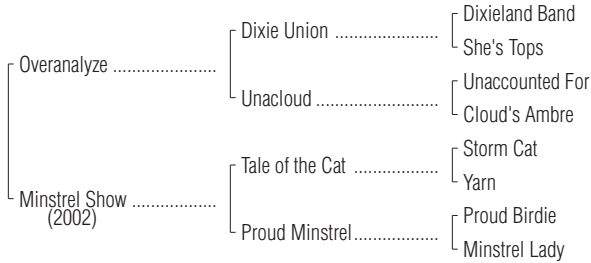 Dixieland Band
Dixie Union ....................
She's Tops
Overanalyze ....................
Unaccounted For
Unacloud ........................
Cloud's Ambre
Storm Cat
Tale of the Cat ................
Yarn
Minstrel Show ................
(2002)
Proud Birdie
Proud Minstrel................
Minstrel Lady